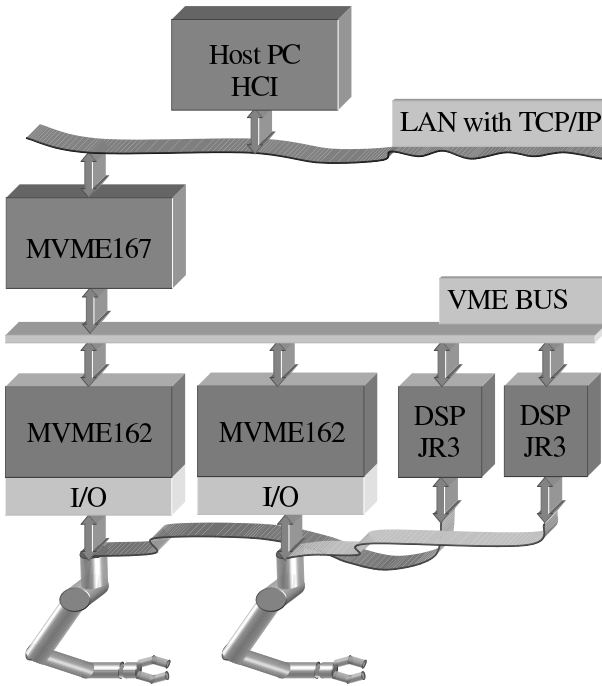 Host PC
HCI
LAN with TCP/IP
MVME167
VME BUS
MVME162
I/O
MVME162
I/O
DSP
JR3
DSP
JR3